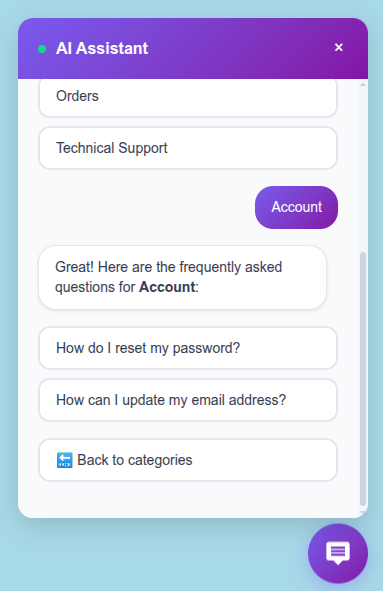 AI Assistant
×
Orders
Technical Support
Account
Great! Here are the frequently asked
questions for Account:
How do I reset my password?
How can I update my email address?
🔙 Back to categories